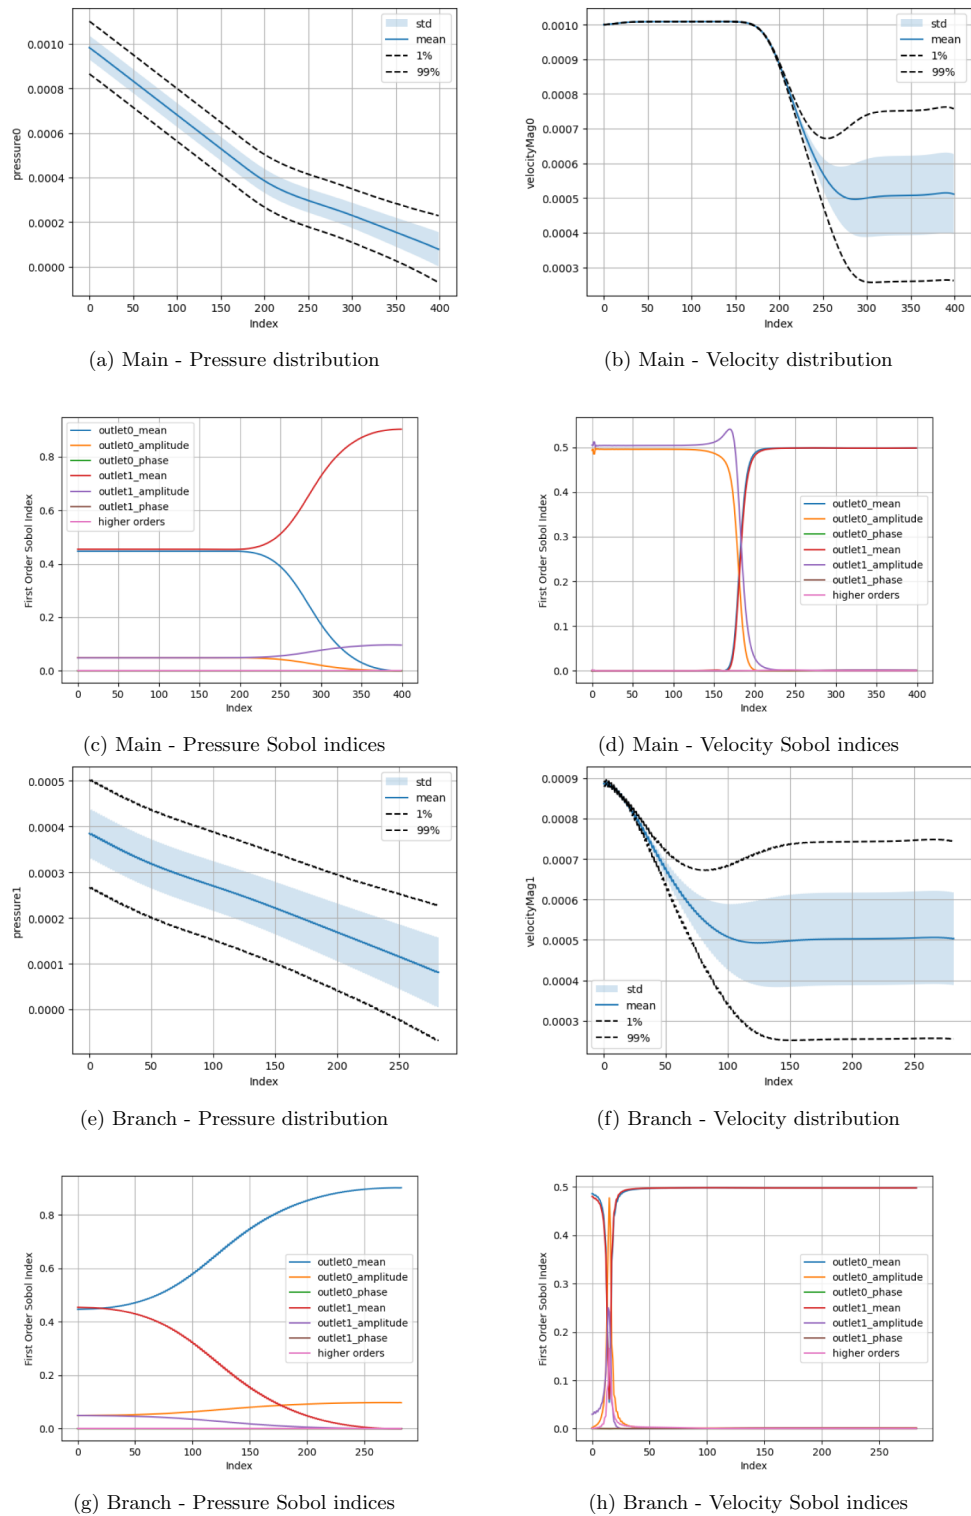 0.0010
0.0008
0.0006
0.0004
0.0002
0.0000
pressure0
std
mean
1%
99%
0 50 100 150 200 250 300 350 400
Index
(a) Main - Pressure distribution
0.0010
0.0009
0.0008
0.0007
0.0006
0.0005
0.0004
0.0003
velocityMag0
std
mean
1%
99%
0 50 100 150 200 250 300 350 400
Index
(b) Main - Velocity distribution
0.8
0.6
0.4
0.2
0.0
First Order Sobol Index
outlet0_mean
outlet0_amplitude
outlet0_phase
outlet1_mean
outlet1_amplitude
outlet1_phase
higher orders
0 50 100 150 200 250 300 350 400
Index
(c) Main - Pressure Sobol indices
0.5
0.4
0.3
0.2
0.1
0.0
First Order Sobol Index
outlet0_mean
outlet0_amplitude
outlet0_phase
outlet1_mean
outlet1_amplitude
outlet1_phase
higher orders
0 50 100 150 200 250 300 350 400
Index
(d) Main - Velocity Sobol indices
0.0005
0.0004
0.0003
0.0002
0.0001
0.0000
pressure1
std
mean
1%
99%
0 50 100 150 200 250
Index
(e) Branch - Pressure distribution
0.0009
0.0008
0.0007
0.0006
0.0005
0.0004
0.0003
velocityMag1
std
mean
1%
99%
0 50 100 150 200 250
Index
(f) Branch - Velocity distribution
0.8
0.6
0.4
0.2
0.0
First Order Sobol Index
outlet0_mean
outlet0_amplitude
outlet0_phase
outlet1_mean
outlet1_amplitude
outlet1_phase
higher orders
0 50 100 150 200 250
Index
(g) Branch - Pressure Sobol indices
0.5
0.4
0.3
0.2
0.1
0.0
First Order Sobol Index
outlet0_mean
outlet0_amplitude
outlet0_phase
outlet1_mean
outlet1_amplitude
outlet1_phase
higher orders
0 50 100 150 200 250
Index
(h) Branch - Velocity Sobol indices